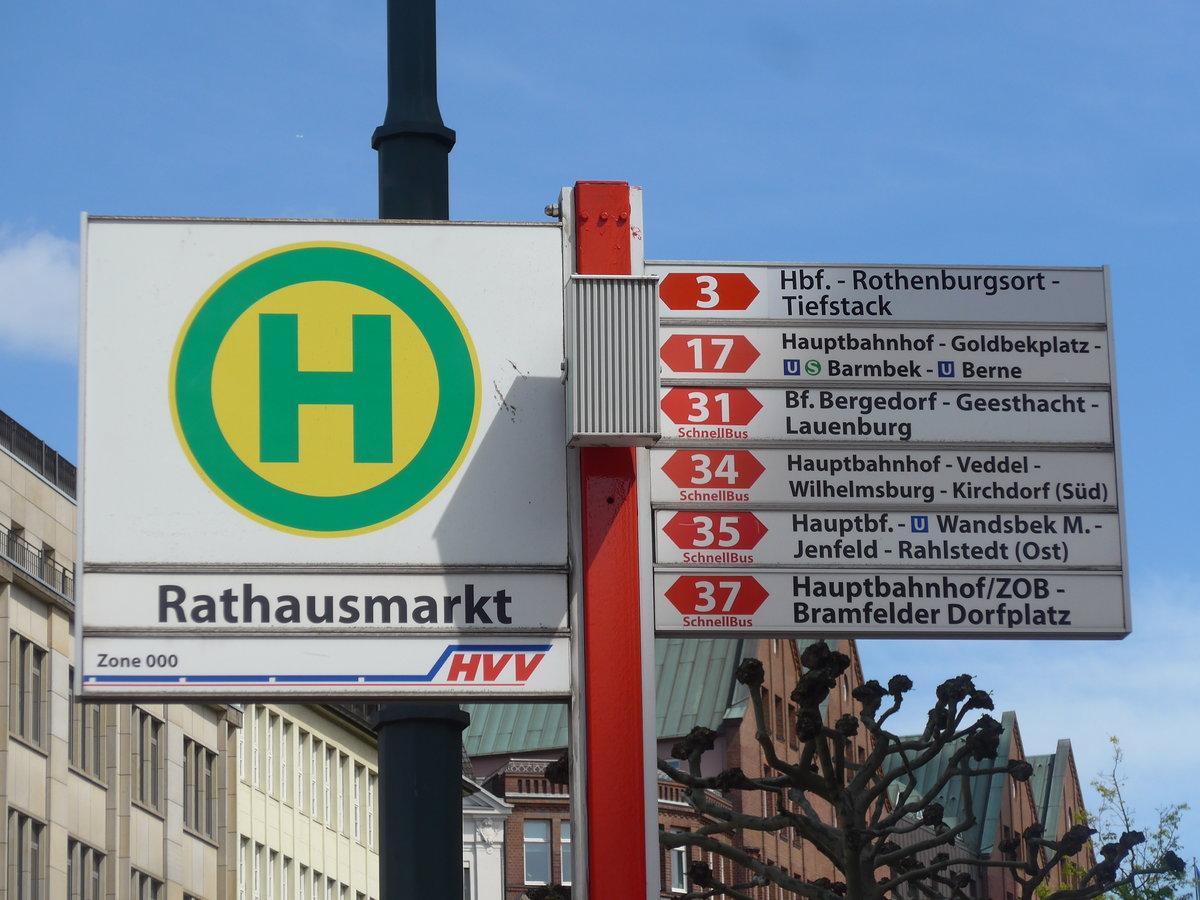 H
Rathausmarkt
Zone 000
HVV
3 Hbf. - Rothenburgsort -
Tiefstack
17 Hauptbahnhof - Goldbekplatz -
U S Barmbek - U Berne
31 Bf. Bergedorf - Geesthacht -
SchnellBus Lauenburg
34 Hauptbahnhof - Veddel -
SchnellBus Wilhelmsburg - Kirchdorf (Süd)
35 Hauptbf. - U Wandsbek M. -
SchnellBus Jenfeld - Rahlstedt (Ost)
37 Hauptbahnhof/ZOB -
SchnellBus Bramfelder Dorfplatz